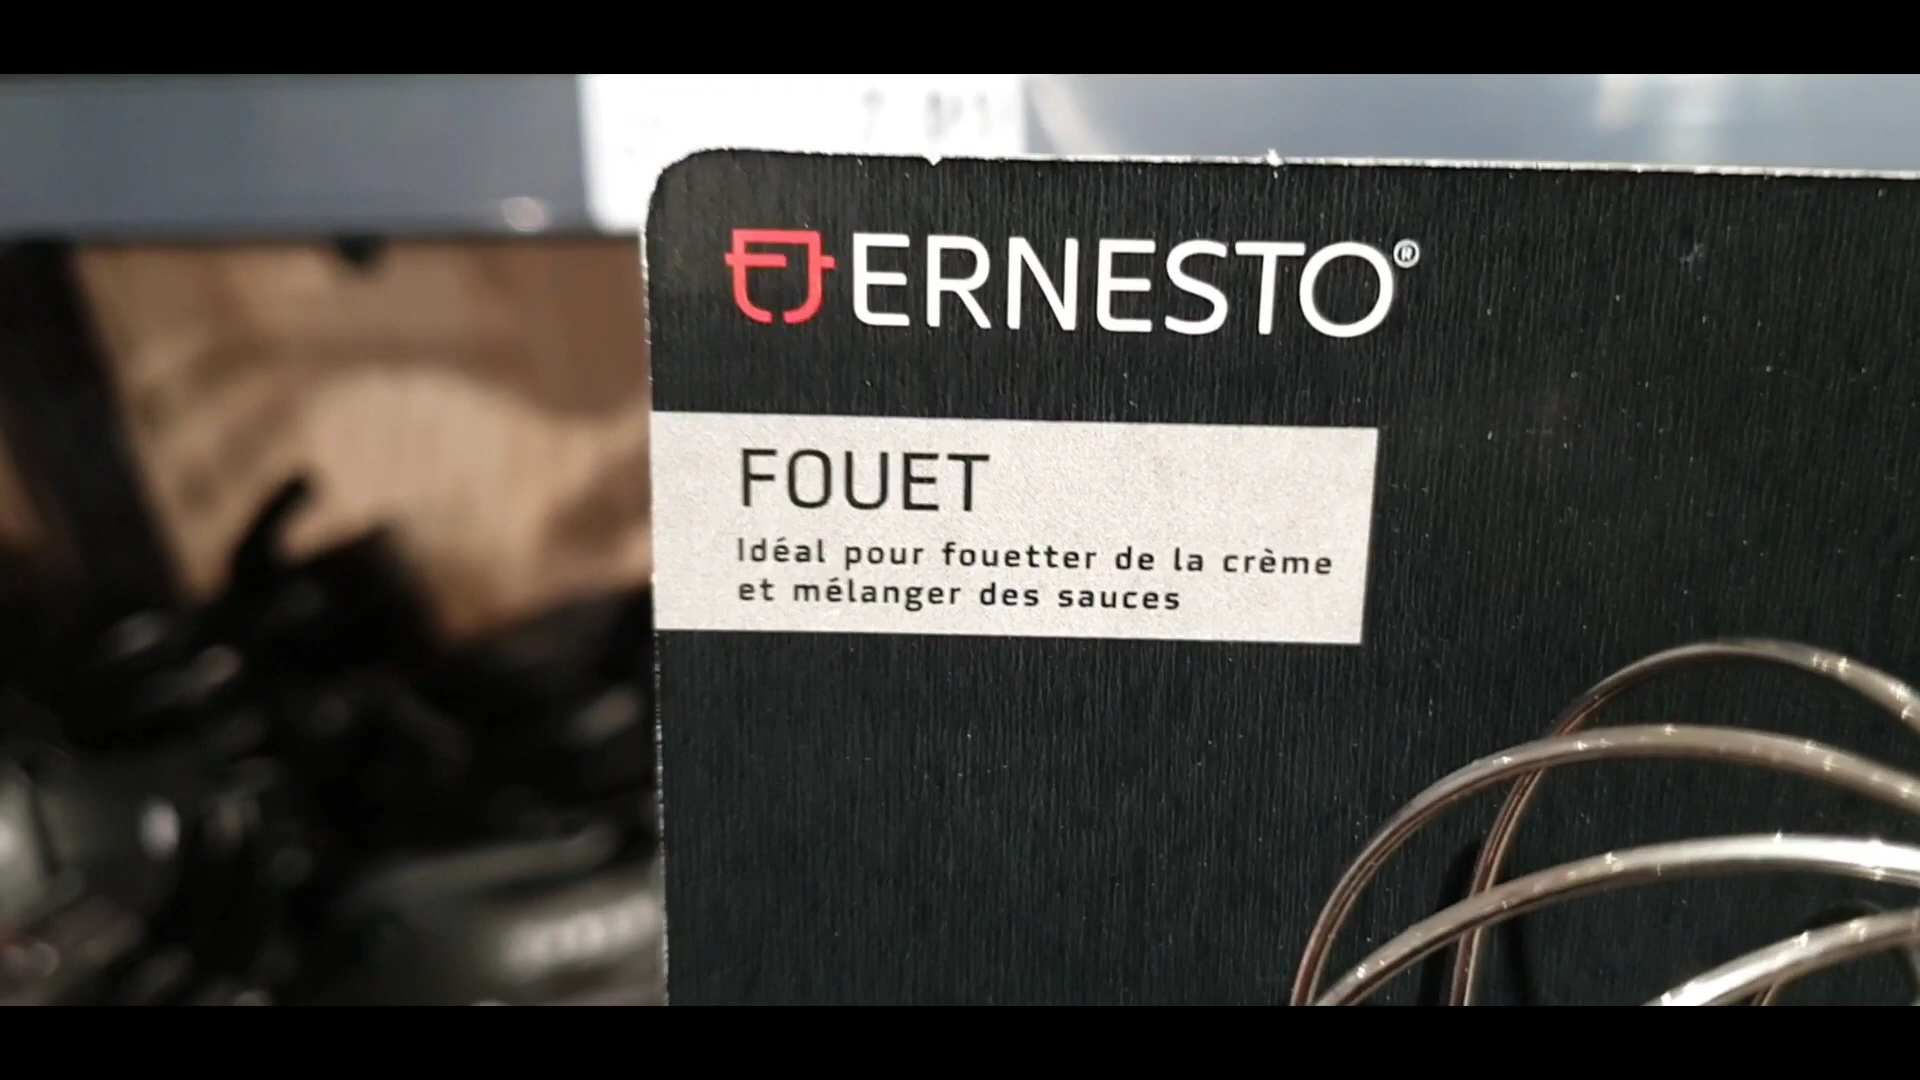 ERNESTO®
FOUET
Idéal pour fouetter de la crème
et mélanger des sauces